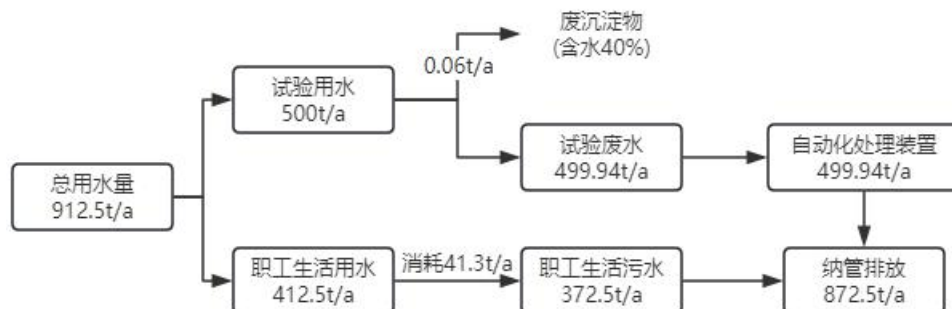 废沉淀物
(含水40%)
0.06t/a
试验用水
500t/a
试验废水
499.94t/a
自动化处理装置
499.94t/a
总用水量
912.5t/a
职工生活用水
412.5t/a
消耗41.3t/a
职工生活污水
372.5t/a
纳管排放
872.5t/a